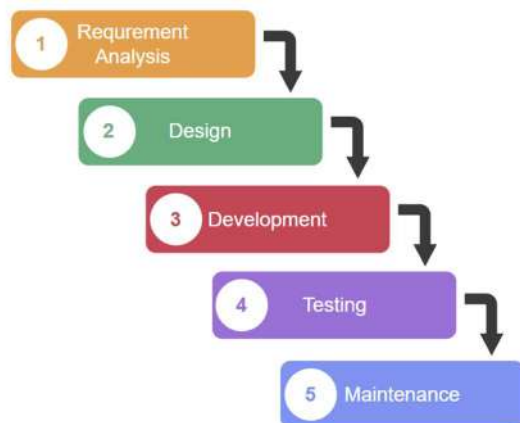 1
Requrement
Analysis
2
Design
3
Development
4
Testing
5
Maintenance